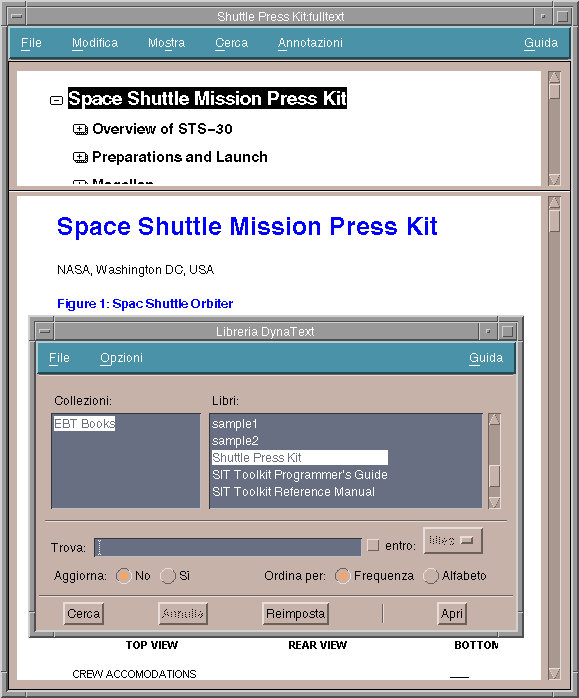 Shuttle Press Kit:fulltext
File Modifica Mostra Cerca Annotazioni Guida
Space Shuttle Mission Press Kit
Overview of STS-30
Preparations and Launch
Magellan
Space Shuttle Mission Press Kit
NASA, Washington DC, USA
Figure 1: Spac Shuttle Orbiter
Libreria DynaText
File Opzioni Guida
Collezioni: Libri:
EBT Books
sample1
sample2
Shuttle Press Kit
SIT Toolkit Programmer's Guide
SIT Toolkit Reference Manual
Trova: entro:
Aggiorna: No Sì Ordina per: Frequenza Alfabeto
Cerca Annulla Reimposta Apri
TOP VIEW REAR VIEW BOTTOM
CREW ACCOMODATIONS